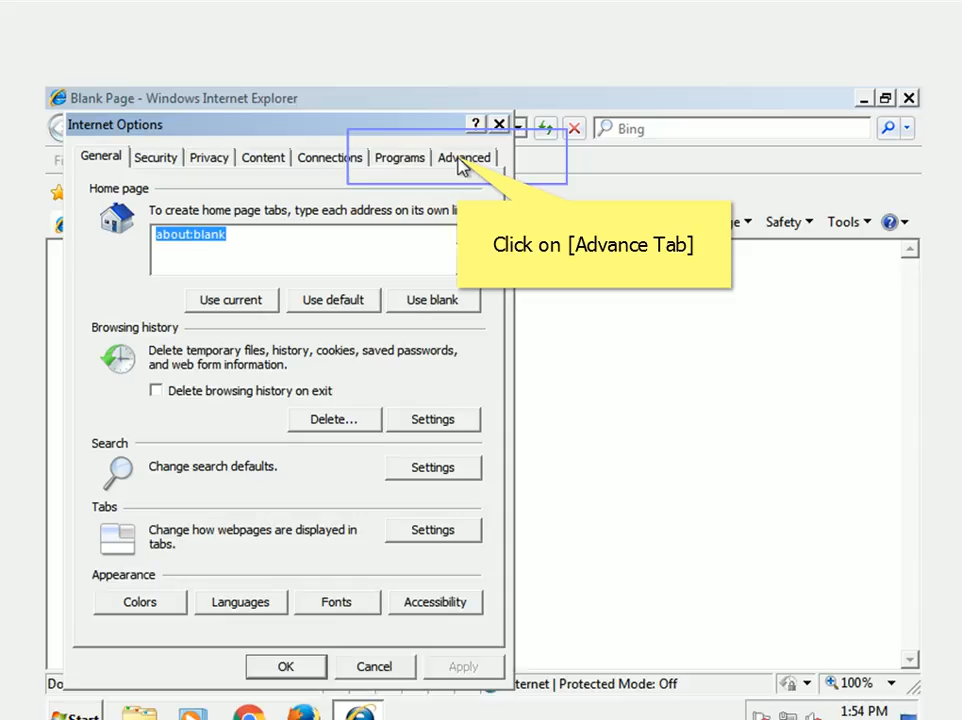 Blank Page - Windows Internet Explorer
Internet Options
Bing
General Security Privacy Content Connections Programs Advanced
Home page
To create home page tabs, type each address on its own li
about:blank
Click on [Advance Tab]
Safety Tools
Use current Use default Use blank
Browsing history
Delete temporary files, history, cookies, saved passwords,
and web form information.
Delete browsing history on exit
Delete... Settings
Search
Change search defaults.
Settings
Tabs
Change how webpages are displayed in
tabs.
Settings
Appearance
Colors Languages Fonts Accessibility
OK Cancel Apply
Do
ternet | Protected Mode: Off
100%
Start
1:54 PM